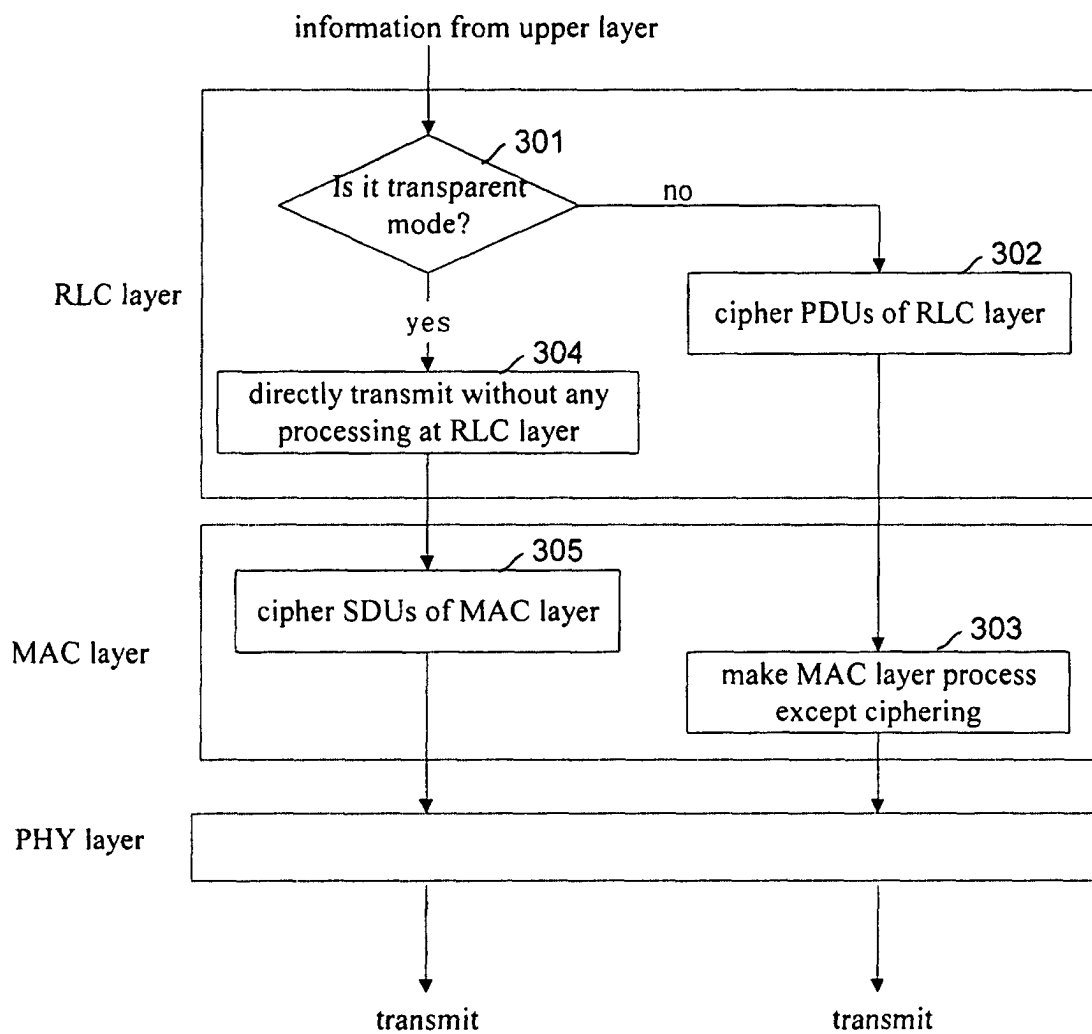 information from upper layer
301
Is it transparent
mode?
no
302
RLC layer
cipher PDUs of RLC layer
yes
304
directly transmit without any
processing at RLC layer
305
cipher SDUs of MAC layer
303
MAC layer
make MAC layer process
except ciphering
PHY layer
transmit
transmit